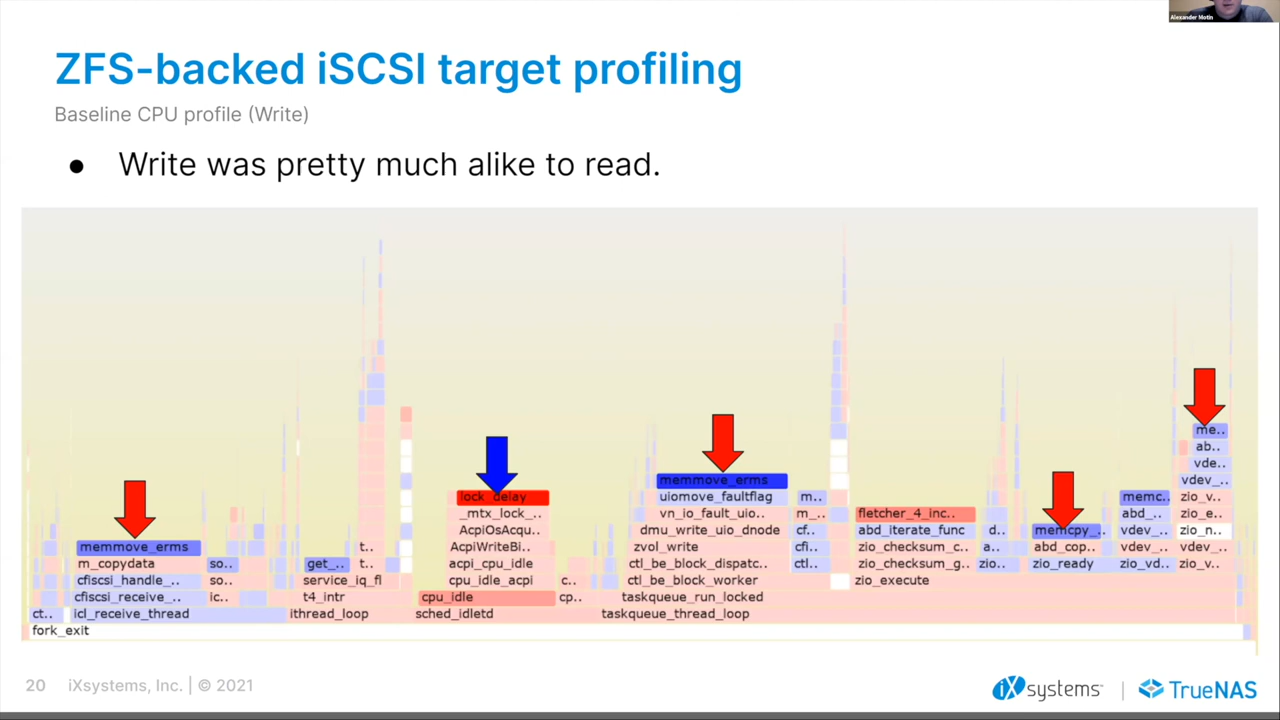 Alexander Motin
ZFS-backed iSCSI target profiling
Baseline CPU profile (Write)
● Write was pretty much alike to read.
me..
ab..
vde..
memmove_erms vdev_..
lock_delay uiomove_faultflag m.. memc.. zio_v..
_mtx_lock_.. vn_io_fault_uio.. m_.. fletcher_4_inc.. abd_.. zio_e..
AcpiOsAcqu.. dmu_write_uio_dnode cf.. abd_iterate_func d.. memcpy_.. vdev_.. zio_n..
memmove_erms t.. AcpiWriteBi.. zvol_write cfi.. zio_checksum_c.. a.. abd_cop.. vdev_.. vdev_..
m_copydata so.. get_.. t.. acpi_cpu_idle ctl_be_block_dispatc.. ctl.. zio_checksum_g.. zio.. zio_ready zio_vd.. zio_v..
cfiscsi_handle_.. so.. service_iq_fl cpu_idle_acpi c.. ctl_be_block_worker zio_execute
cfiscsi_receive_.. ic.. t4_intr cpu_idle cp.. taskqueue_run_locked
ct.. icl_receive_thread ithread_loop sched_idletd taskqueue_thread_loop
fork_exit
20 iXsystems, Inc. | © 2021
iXsystems | TrueNAS